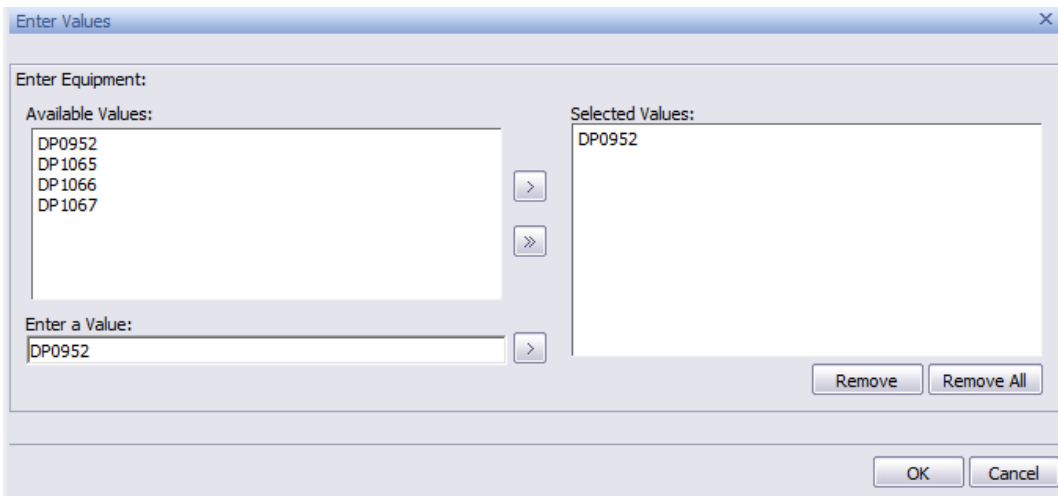 Enter Values
Enter Equipment:
Available Values:
DP0952
DP1065
DP1066
DP1067
>
>>
Enter a Value:
DP0952
>
Selected Values:
DP0952
Remove
Remove All
OK
Cancel